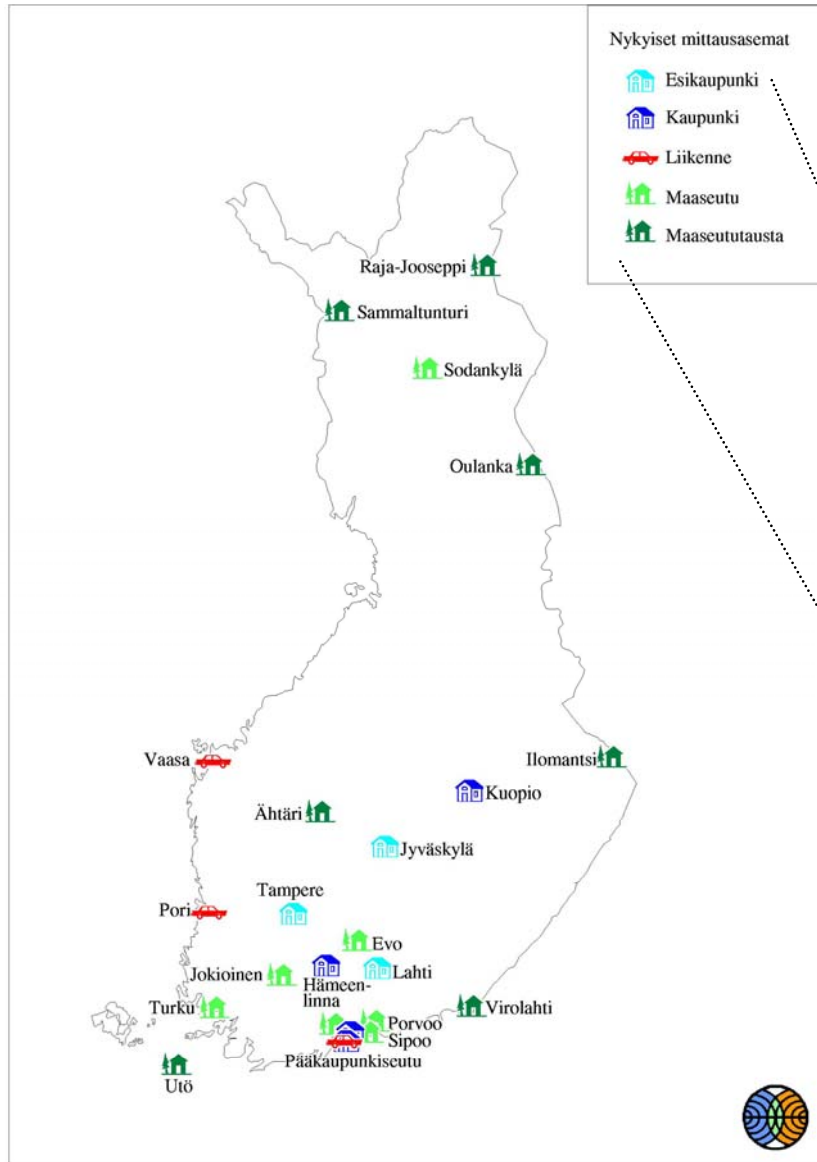 Nykyiset mittausasemat
Esikaupunki
Kaupunki
Liikenne
Maaseutu
Maaseututausta
Raja-Jooseppi
Sammaltunturi
Sodankylä
Oulanka
Vaasa
Ilomantsi
Kuopio
Ähtäri
Jyväskylä
Tampere
Pori
Evo
Jokioinen
Hämeen-
linna
Lahti
Turku
Virolahti
Porvoo
Sipoo
Pääkaupunkiseutu
Utö